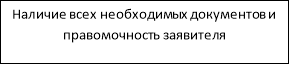 Наличие всех необходимых документов и
правомочность заявителя